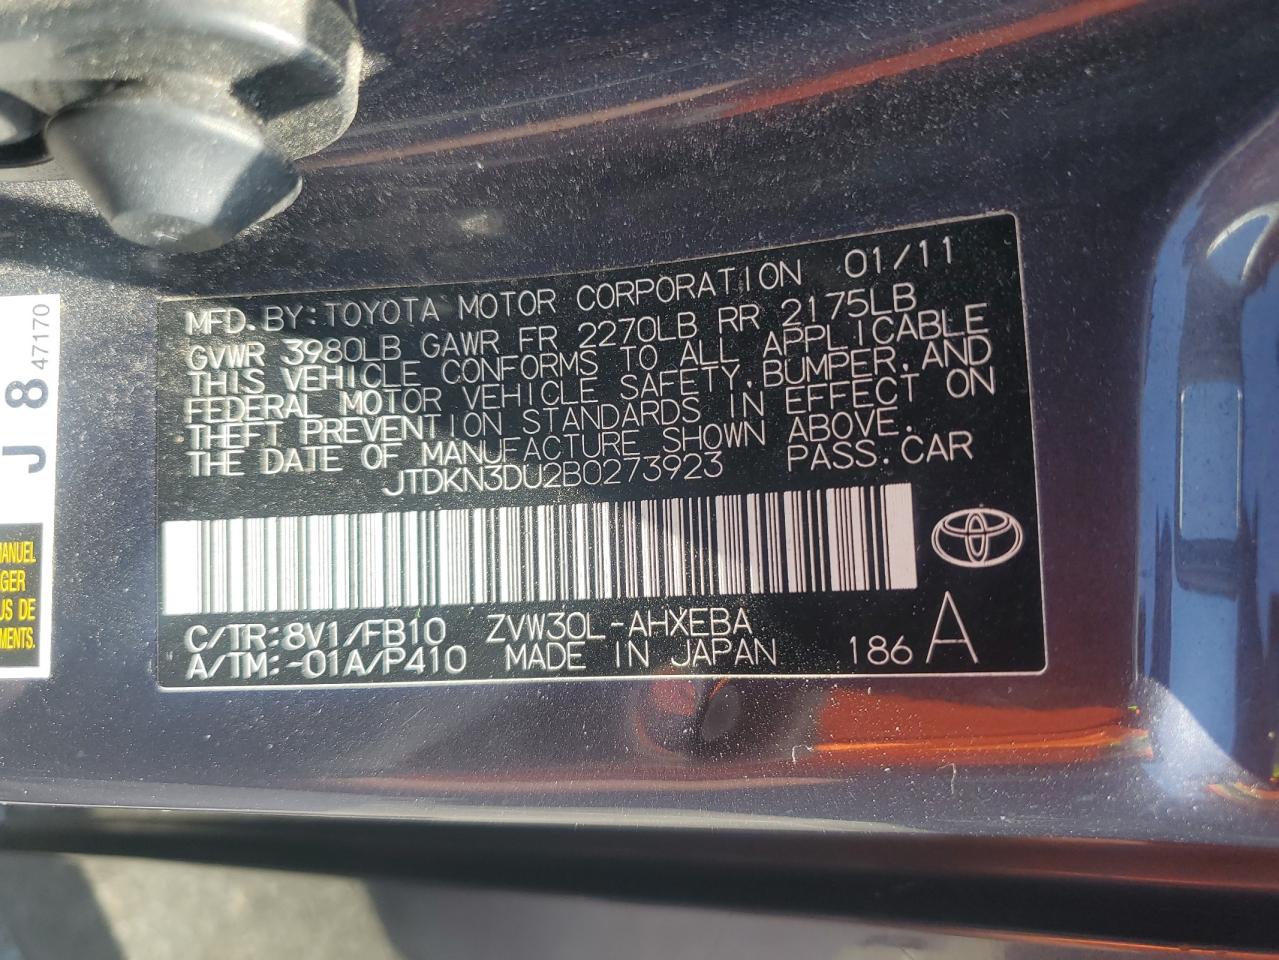 MFD. BY: TOYOTA MOTOR CORPORATION 01/11
GVWR 3980LB GAWR FR 2270LB RR 2175LB
THIS VEHICLE CONFORMS TO ALL APPLICABLE
FEDERAL MOTOR VEHICLE SAFETY, BUMPER, AND
THEFT PREVENTION STANDARDS IN EFFECT ON
THE DATE OF MANUFACTURE SHOWN ABOVE.
JTDKN3DU2B0273923 PASS. CAR
C/TR: 8V1/FB10 ZVW30L-AHXEBA
A/TM: -01A/P410 MADE IN JAPAN 186 A
J 8 47170
US DE